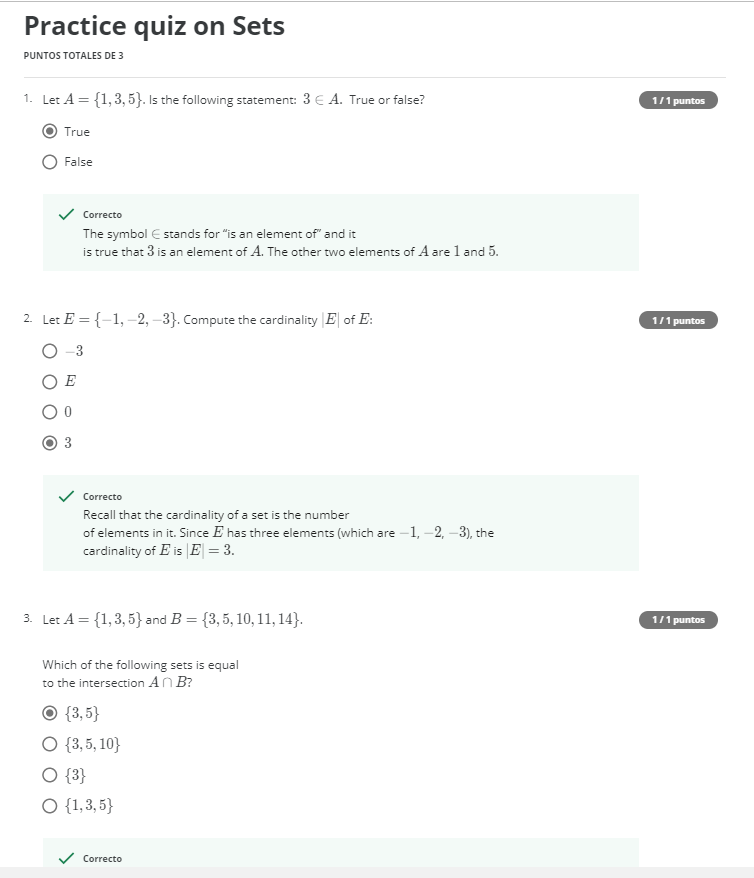 Practice quiz on Sets
PUNTOS TOTALES DE 3
1. Let A = {1, 3, 5}. Is the following statement: 3 ∈ A. True or false?
1 / 1 puntos
True
False
Correcto
The symbol ∈ stands for “is an element of” and it
is true that 3 is an element of A. The other two elements of A are 1 and 5.
2. Let E = {−1, −2, −3}. Compute the cardinality |E| of E:
1 / 1 puntos
−3
E
0
3
Correcto
Recall that the cardinality of a set is the number
of elements in it. Since E has three elements (which are −1, −2, −3), the
cardinality of E is |E| = 3.
3. Let A = {1, 3, 5} and B = {3, 5, 10, 11, 14}.
1 / 1 puntos
Which of the following sets is equal
to the intersection A ∩ B?
{3, 5}
{3, 5, 10}
{3}
{1, 3, 5}
Correcto